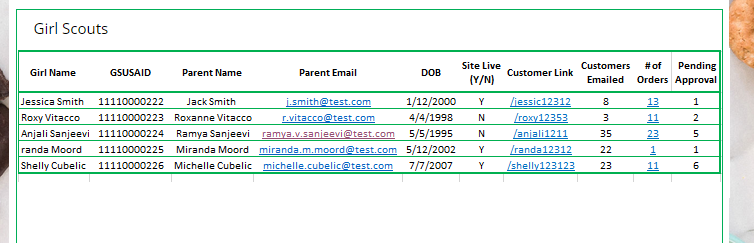 Girl Scouts
Girl Name GSUSAID Parent Name Parent Email DOB Site Live (Y/N) Customer Link Customers Emailed # of Orders Pending Approval
Jessica Smith 11110000222 Jack Smith j.smith@test.com 1/12/2000 Y /jessic12312 8 13 1
Roxy Vitacco 11110000223 Roxanne Vitacco r.vitacco@test.com 4/4/1998 N /roxy12353 3 11 2
Anjali Sanjeevi 11110000224 Ramya Sanjeevi ramya.v.sanjeevi@test.com 5/5/1995 N /anjali1211 35 23 5
randa Moord 11110000225 Miranda Moord miranda.m.moord@test.com 5/12/2002 Y /randa12312 22 1 1
Shelly Cubelic 11110000226 Michelle Cubelic michelle.cubelic@test.com 7/7/2007 Y /shelly123123 23 11 6